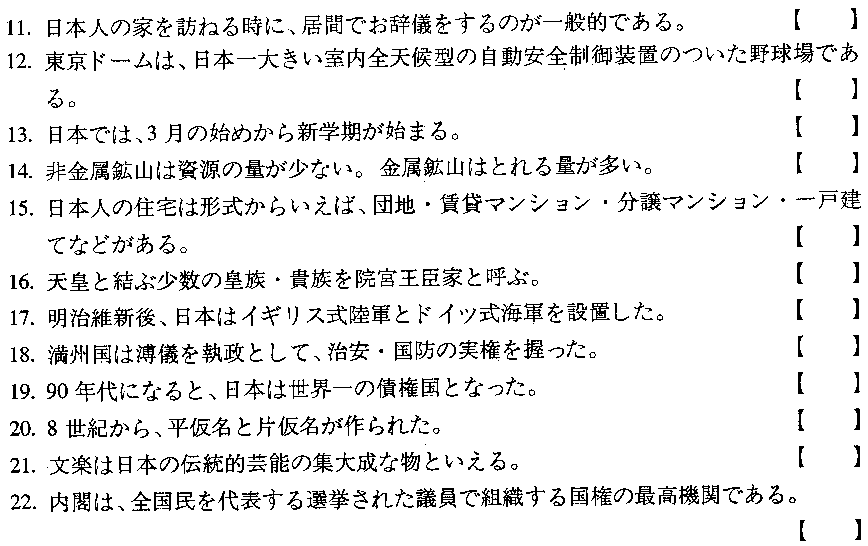 11. 日本人の家を訪ねる時に、居間でお辞儀をするのが一般的である。 【 】
12. 東京ドームは、日本一大きい室内全天候型の自動安全制御装置のついた野球場であ
る。 【 】
13. 日本では、3 月の始めから新学期が始まる。 【 】
14. 非金属鉱山は資源の量が少ない。金属鉱山はとれる量が多い。 【 】
15. 日本人の住宅は形式からいえば、団地・賃貸マンション・分譲マンション・一戸建
てなどがある。 【 】
16. 天皇と結ぶ少数の皇族・貴族を院宮王臣家と呼ぶ。 【 】
17. 明治維新後、日本はイギリス式陸軍とドイツ式海軍を設置した。 【 】
18. 満州国は溥儀を執政として、治安・国防の実権を握った。 【 】
19. 90 年代になると、日本は世界一の債権国となった。 【 】
20. 8 世紀から、平仮名と片仮名が作られた。 【 】
21. 文楽は日本の伝統的芸能の集大成な物といえる。 【 】
22. 内閣は、全国民を代表する選挙された議員で組織する国権の最高機関である。
【 】